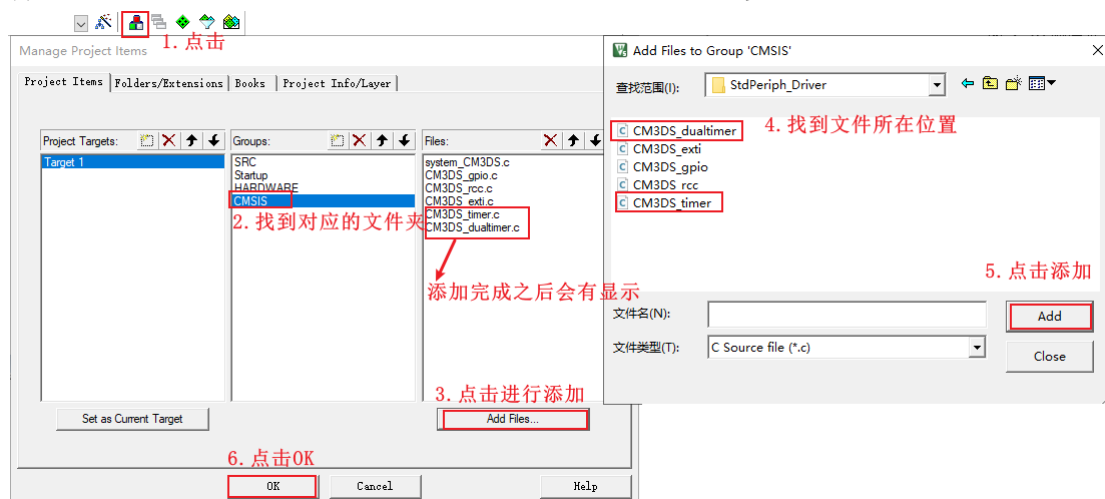 1.点击
Manage Project Items
Project Items
Folders/Extensions
Books
Project Info/Layer
Project Targets:
Groups:
Files:
Target 1
SRC
Startup
HARDWARE
CMSIS
2.找到对应的文件夹
system_CM3DS.c
CM3DS_gpio.c
CM3DS_rcc.c
CM3DS_exti.c
CM3DS_timer.c
CM3DS_dualtimer.c
添加完成之后会有显示
3.点击进行添加
Set as Current Target
Add Files...
6.点击OK
OK
Cancel
Help
Add Files to Group 'CMSIS'
查找范围(I):
StdPeriph_Driver
CM3DS_dualtimer
4.找到文件所在位置
CM3DS_exti
CM3DS_gpio
CM3DS_rcc
CM3DS_timer
5.点击添加
文件名(N):
Add
文件类型(T):
C Source file (*.c)
Close